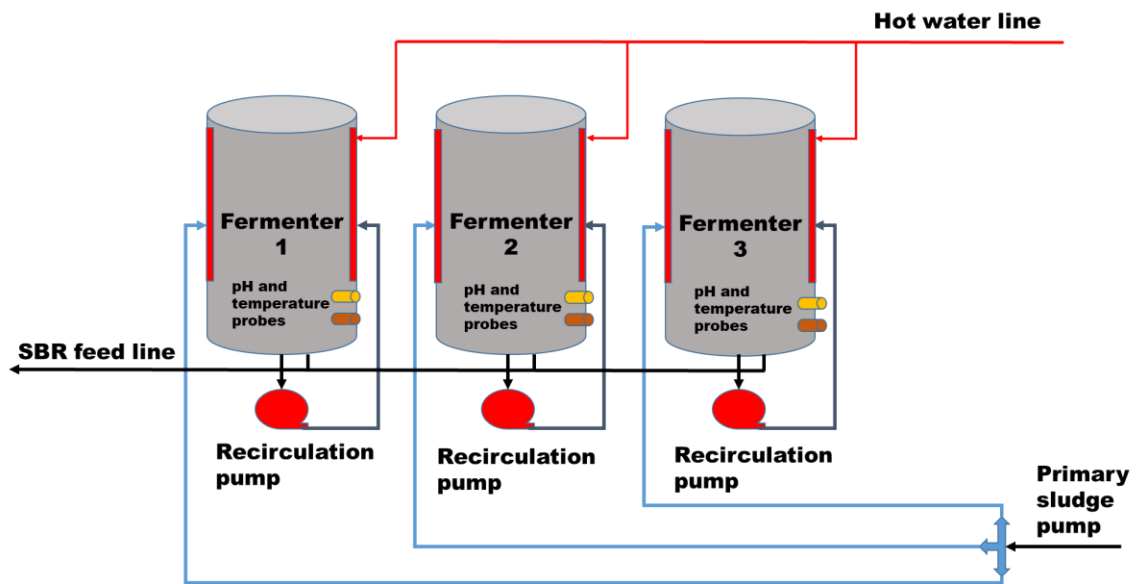 Hot water line
Fermenter
1
Fermenter
2
Fermenter
3
pH and
temperature
probes
pH and
temperature
probes
pH and
temperature
probes
SBR feed line
Recirculation
pump
Recirculation
pump
Recirculation
pump
Primary
sludge
pump